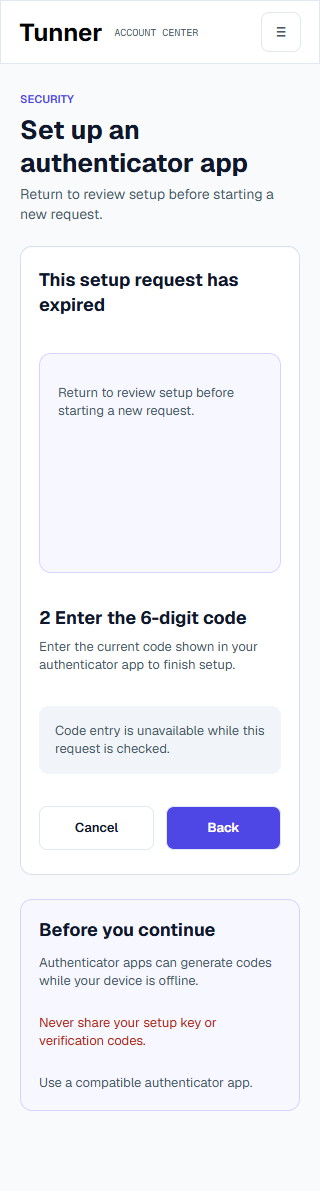 Tunner ACCOUNT CENTER
☰
SECURITY
Set up an
authenticator app
Return to review setup before starting a
new request.
This setup request has
expired
Return to review setup before
starting a new request.
2 Enter the 6-digit code
Enter the current code shown in your
authenticator app to finish setup.
Code entry is unavailable while this
request is checked.
Cancel Back
Before you continue
Authenticator apps can generate codes
while your device is offline.
Never share your setup key or
verification codes.
Use a compatible authenticator app.